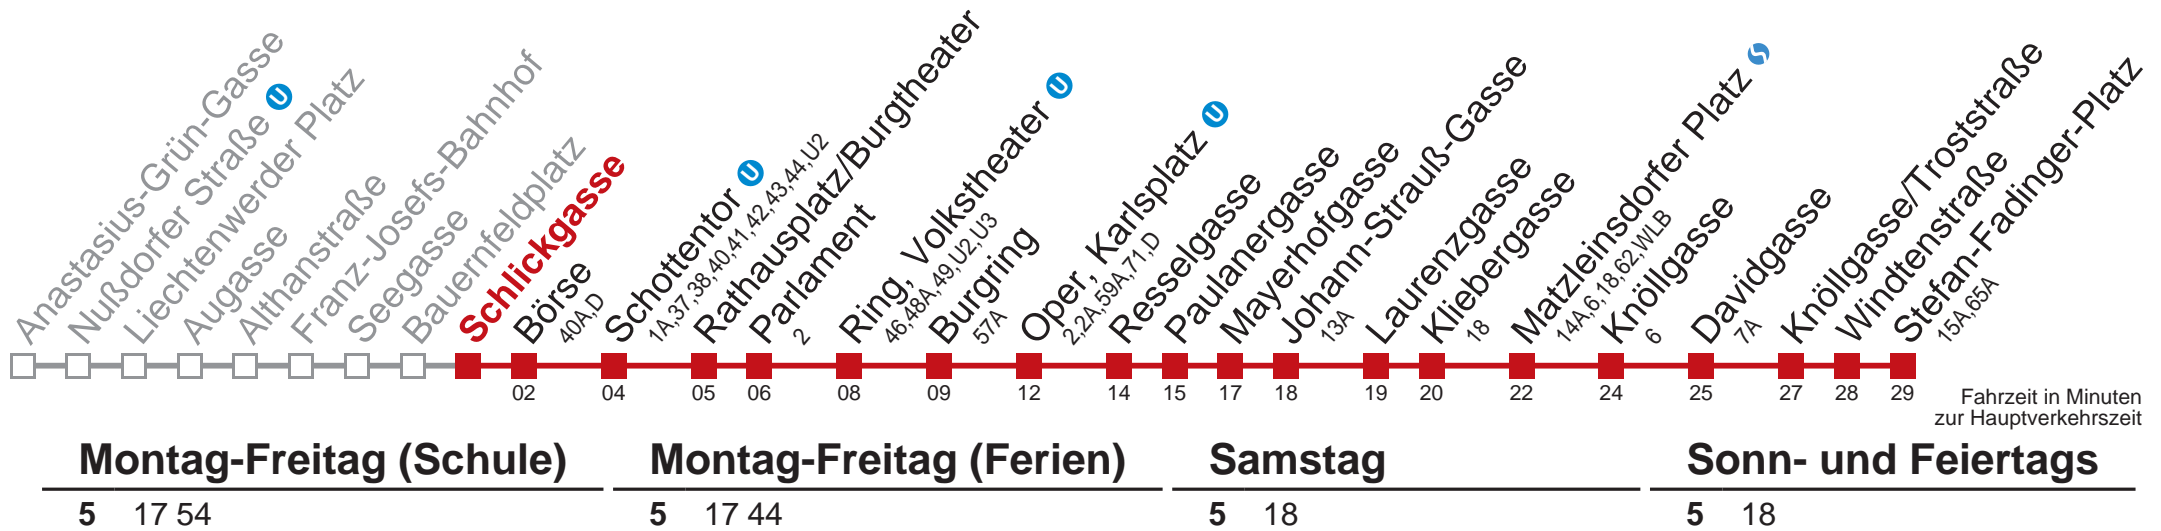 Anastasius-Grün-Gasse
Nußdorfer Straße U
Liechtenwerder Platz
Augasse
Althanstraße
Franz-Josefs-Bahnhof
Seegasse
Bauernfeldplatz
Schlickgasse
Börse
40A,D
Schottentor U
1A,37,38,40,41,42,43,44,U2
Rathausplatz/Burgtheater
Parlament
2
Ring, Volkstheater U
46,48A,49,U2,U3
Burgring
57A
Oper, Karlsplatz U
2,2A,59A,71,D
Resselgasse
Paulanergasse
Mayerhofgasse
Johann-Strauß-Gasse
13A
Laurenzgasse
Kliebergasse
18
Matzleinsdorfer Platz
14A,6,18,62,WLB
Knöllgasse
6
Davidgasse
7A
Knöllgasse/Troststraße
Windtenstraße
Stefan-Fadinger-Platz
15A,65A
02 04 05 06 08 09 12 14 15 17 18 19 20 22 24 25 27 28 29
Fahrzeit in Minuten
zur Hauptverkehrszeit
Montag-Freitag (Schule) Montag-Freitag (Ferien) Samstag Sonn- und Feiertags
5 17 54 5 17 44 5 18 5 18